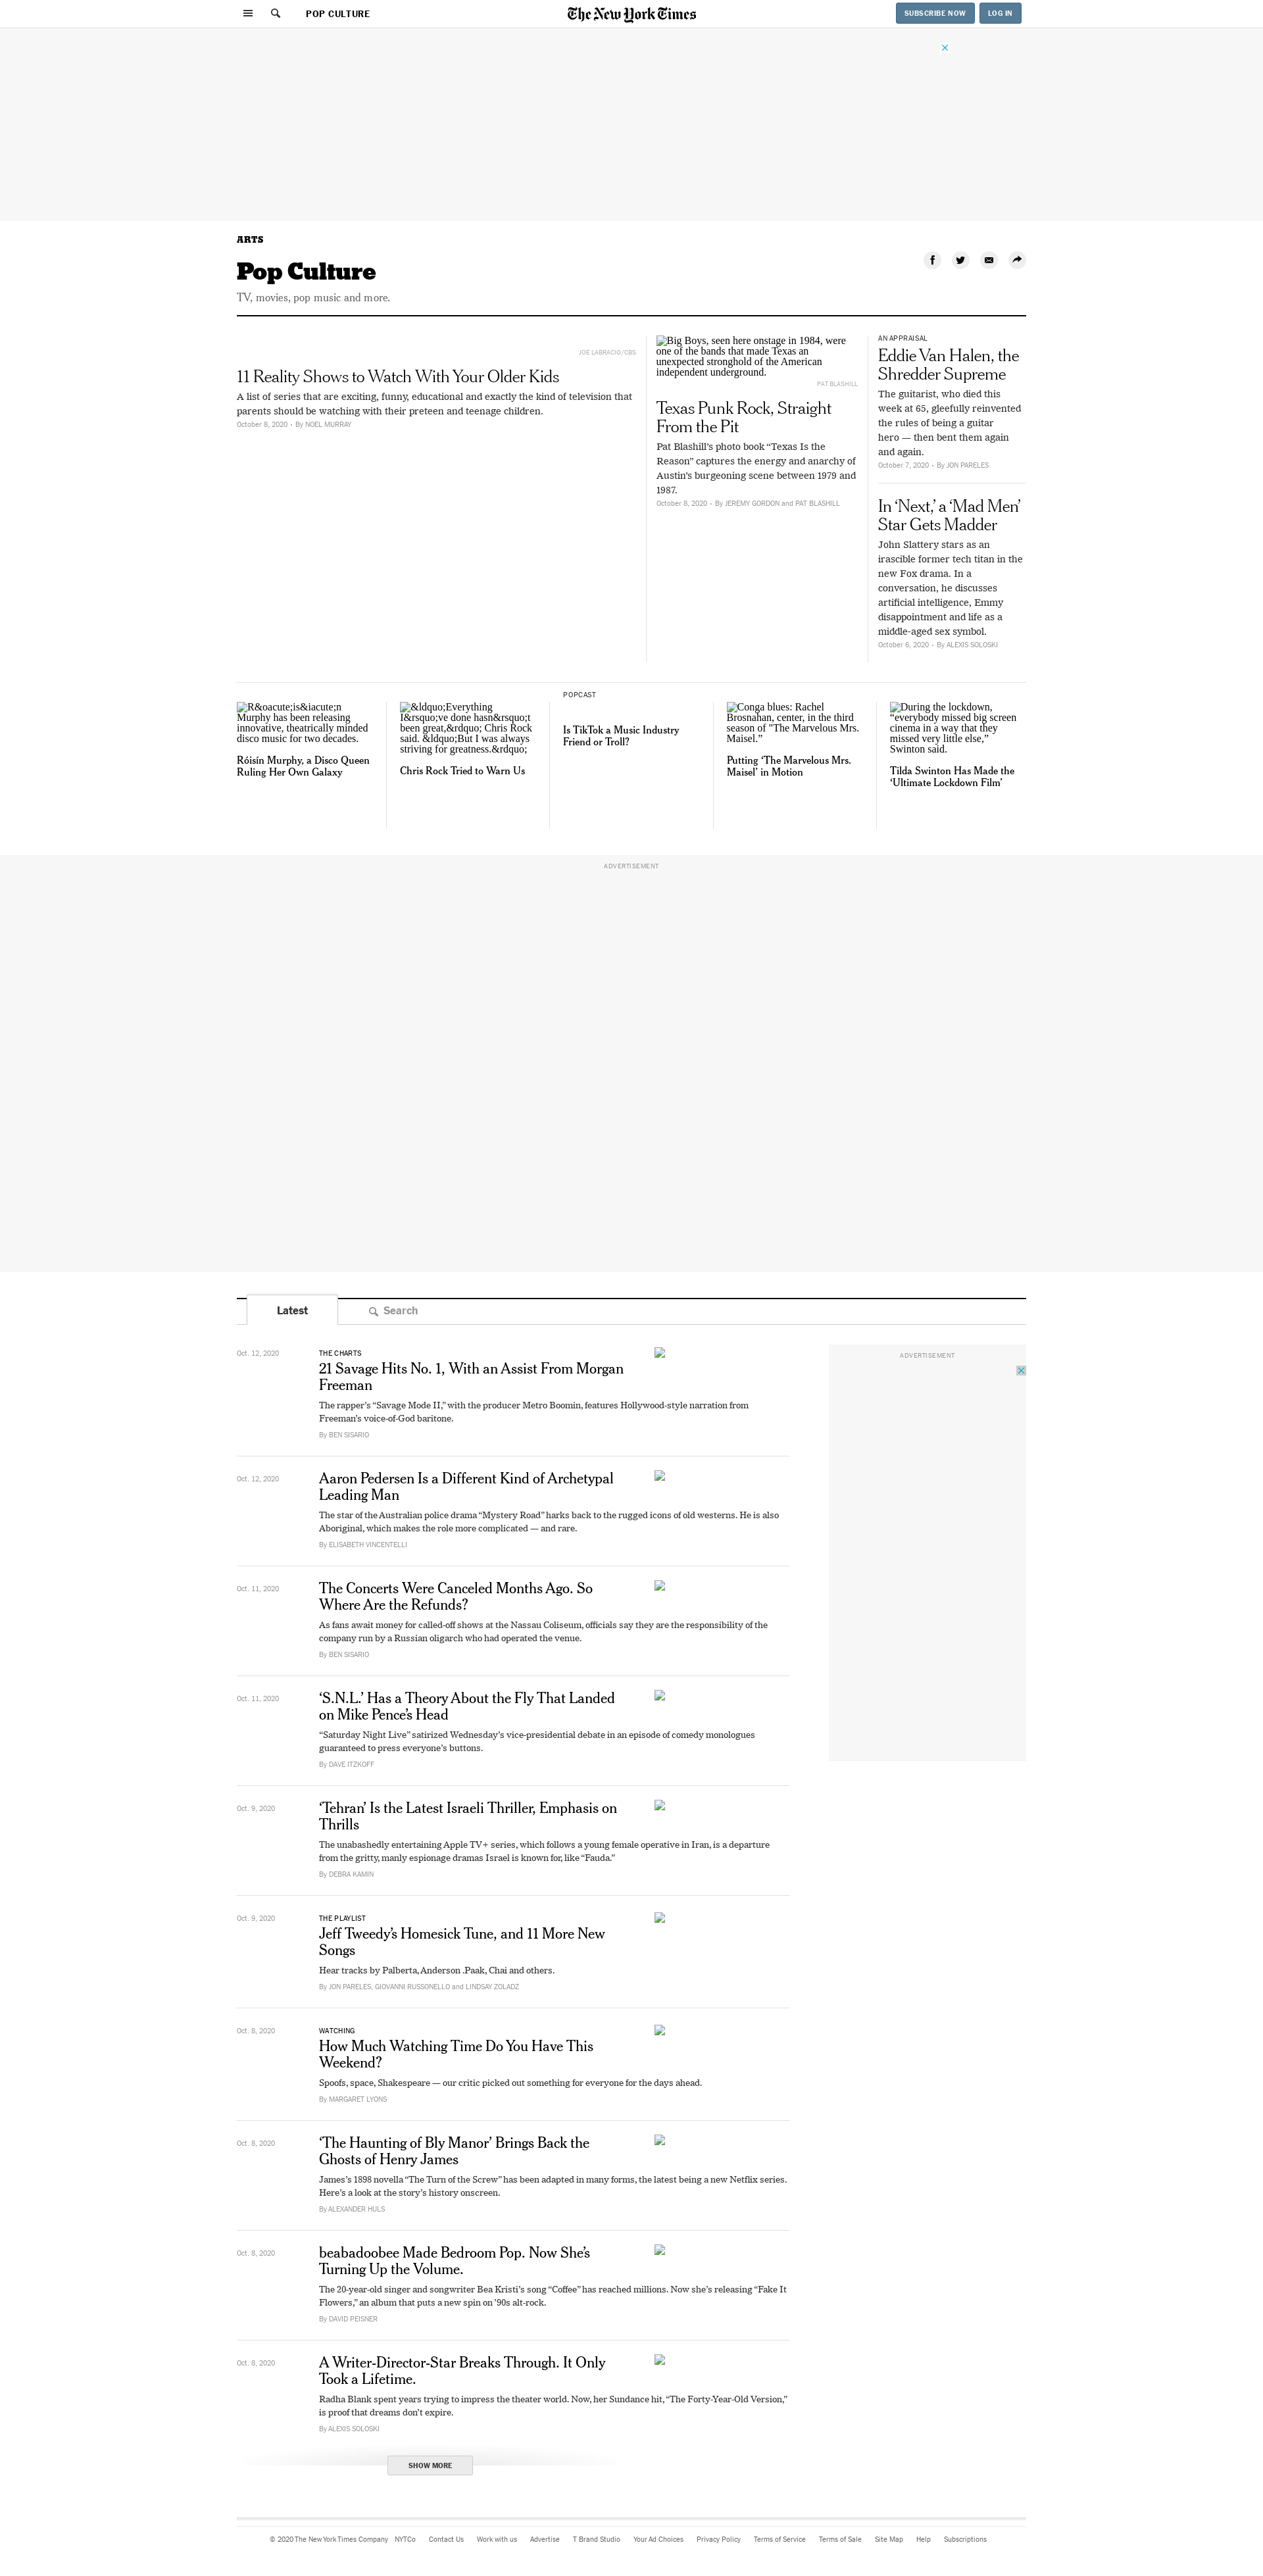 POP CULTURE
The New York Times
SUBSCRIBE NOW
LOG IN
ARTS
Pop Culture
TV, movies, pop music and more.
JOE LABRACIO/CBS
11 Reality Shows to Watch With Your Older Kids
A list of series that are exciting, funny, educational and exactly the kind of television that
parents should be watching with their preteen and teenage children.
October 8, 2020 • By NOEL MURRAY
Big Boys, seen here onstage in 1984, were
one of the bands that made Texas an
unexpected stronghold of the American
independent underground.
PAT BLASHILL
Texas Punk Rock, Straight
From the Pit
Pat Blashill’s photo book “Texas Is the
Reason” captures the energy and anarchy of
Austin’s burgeoning scene between 1979 and
1987.
October 8, 2020 • By JEREMY GORDON and PAT BLASHILL
AN APPRAISAL
Eddie Van Halen, the
Shredder Supreme
The guitarist, who died this
week at 65, gleefully reinvented
the rules of being a guitar
hero — then bent them again
and again.
October 7, 2020 • By JON PARELES
In ‘Next,’ a ‘Mad Men’
Star Gets Madder
John Slattery stars as an
irascible former tech titan in the
new Fox drama. In a
conversation, he discusses
artificial intelligence, Emmy
disappointment and life as a
middle-aged sex symbol.
October 6, 2020 • By ALEXIS SOLOSKI
R&oacute;is&iacute;n
Murphy has been releasing
innovative, theatrically minded
disco music for two decades.
Róisín Murphy, a Disco Queen
Ruling Her Own Galaxy
&ldquo;Everything
I&rsquo;ve done hasn&rsquo;t
been great,&rdquo; Chris Rock
said. &ldquo;But I was always
striving for greatness.&rdquo;
Chris Rock Tried to Warn Us
POPCAST
Is TikTok a Music Industry
Friend or Troll?
Conga blues: Rachel
Brosnahan, center, in the third
season of "The Marvelous Mrs.
Maisel.”
Putting ‘The Marvelous Mrs.
Maisel’ in Motion
During the lockdown,
“everybody missed big screen
cinema in a way that they
missed very little else,”
Swinton said.
Tilda Swinton Has Made the
‘Ultimate Lockdown Film’
ADVERTISEMENT
Latest
Search
ADVERTISEMENT
Oct. 12, 2020
THE CHARTS
21 Savage Hits No. 1, With an Assist From Morgan
Freeman
The rapper’s “Savage Mode II,” with the producer Metro Boomin, features Hollywood-style narration from
Freeman’s voice-of-God baritone.
By BEN SISARIO
Oct. 12, 2020
Aaron Pedersen Is a Different Kind of Archetypal
Leading Man
The star of the Australian police drama “Mystery Road” harks back to the rugged icons of old westerns. He is also
Aboriginal, which makes the role more complicated — and rare.
By ELISABETH VINCENTELLI
Oct. 11, 2020
The Concerts Were Canceled Months Ago. So
Where Are the Refunds?
As fans await money for called-off shows at the Nassau Coliseum, officials say they are the responsibility of the
company run by a Russian oligarch who had operated the venue.
By BEN SISARIO
Oct. 11, 2020
‘S.N.L.’ Has a Theory About the Fly That Landed
on Mike Pence’s Head
“Saturday Night Live” satirized Wednesday’s vice-presidential debate in an episode of comedy monologues
guaranteed to press everyone’s buttons.
By DAVE ITZKOFF
Oct. 9, 2020
‘Tehran’ Is the Latest Israeli Thriller, Emphasis on
Thrills
The unabashedly entertaining Apple TV+ series, which follows a young female operative in Iran, is a departure
from the gritty, manly espionage dramas Israel is known for, like “Fauda.”
By DEBRA KAMIN
Oct. 9, 2020
THE PLAYLIST
Jeff Tweedy’s Homesick Tune, and 11 More New
Songs
Hear tracks by Palberta, Anderson .Paak, Chai and others.
By JON PARELES, GIOVANNI RUSSONELLO and LINDSAY ZOLADZ
Oct. 8, 2020
WATCHING
How Much Watching Time Do You Have This
Weekend?
Spoofs, space, Shakespeare — our critic picked out something for everyone for the days ahead.
By MARGARET LYONS
Oct. 8, 2020
‘The Haunting of Bly Manor’ Brings Back the
Ghosts of Henry James
James’s 1898 novella “The Turn of the Screw” has been adapted in many forms, the latest being a new Netflix series.
Here’s a look at the story’s history onscreen.
By ALEXANDER HULS
Oct. 8, 2020
beabadoobee Made Bedroom Pop. Now She’s
Turning Up the Volume.
The 20-year-old singer and songwriter Bea Kristi’s song “Coffee” has reached millions. Now she’s releasing “Fake It
Flowers,” an album that puts a new spin on ’90s alt-rock.
By DAVID PEISNER
Oct. 8, 2020
A Writer-Director-Star Breaks Through. It Only
Took a Lifetime.
Radha Blank spent years trying to impress the theater world. Now, her Sundance hit, “The Forty-Year-Old Version,”
is proof that dreams don’t expire.
By ALEXIS SOLOSKI
SHOW MORE
© 2020 The New York Times Company NYTCo Contact Us Work with us Advertise T Brand Studio Your Ad Choices Privacy Policy Terms of Service Terms of Sale Site Map Help Subscriptions